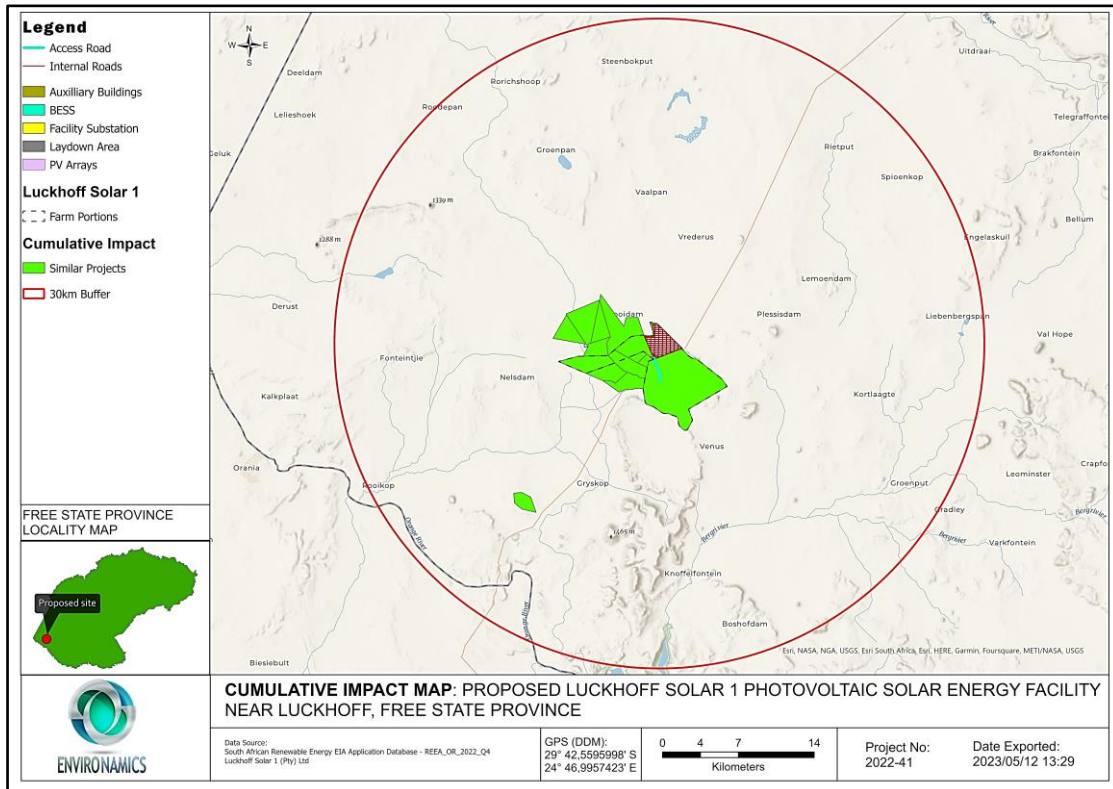 Legend
Access Road
Internal Roads
Auxilliary Buildings
BESS
Facility Substation
Laydown Area
PV Arrays
Luckhoff Solar 1
Farm Portions
Cumulative Impact
Similar Projects
30km Buffer
FREE STATE PROVINCE
LOCALITY MAP
Proposed site
N
W E
S
Deeldam
Lelieshoek
Steenbokput
Rorichshoop
Roodepan
Groenpan
Vaalpan
Vrederus
Uitdraai
River
Telegraffontein
Brakfontein
Rietput
Spioenkop
Bellum
Engelaskuil
Geluk
1339 m
1288 m
Lemoendam
Derust
Plessisdam
Liebenbergspan
Val Hope
Fonteintjie
Nelsdam
Kalkplaat
Kortlaagte
Venus
Orania
Rooikop
Gryskop
Groenput
Leominster
Gradley
Orange River
1465 m
Varkfontein
Knoffelfontein
Orange River
Boshofdam
Biesiebult
Esri, NASA, NGA, USGS, Esri South Africa, Esri, HERE, Garmin, Foursquare, METI/NASA, USGS
ENVIRONAMICS
CUMULATIVE IMPACT MAP: PROPOSED LUCKHOFF SOLAR 1 PHOTOVOLTAIC SOLAR ENERGY FACILITY
NEAR LUCKHOFF, FREE STATE PROVINCE
Data Source:
South African Renewable Energy EIA Application Database - REEA_OR_2022_Q4
Luckhoff Solar 1 (Pty) Ltd
GPS (DDM):
29° 42,5595998' S
24° 46,9957423' E
0 4 7 14
Kilometers
Project No:
2022-41
Date Exported:
2023/05/12 13:29